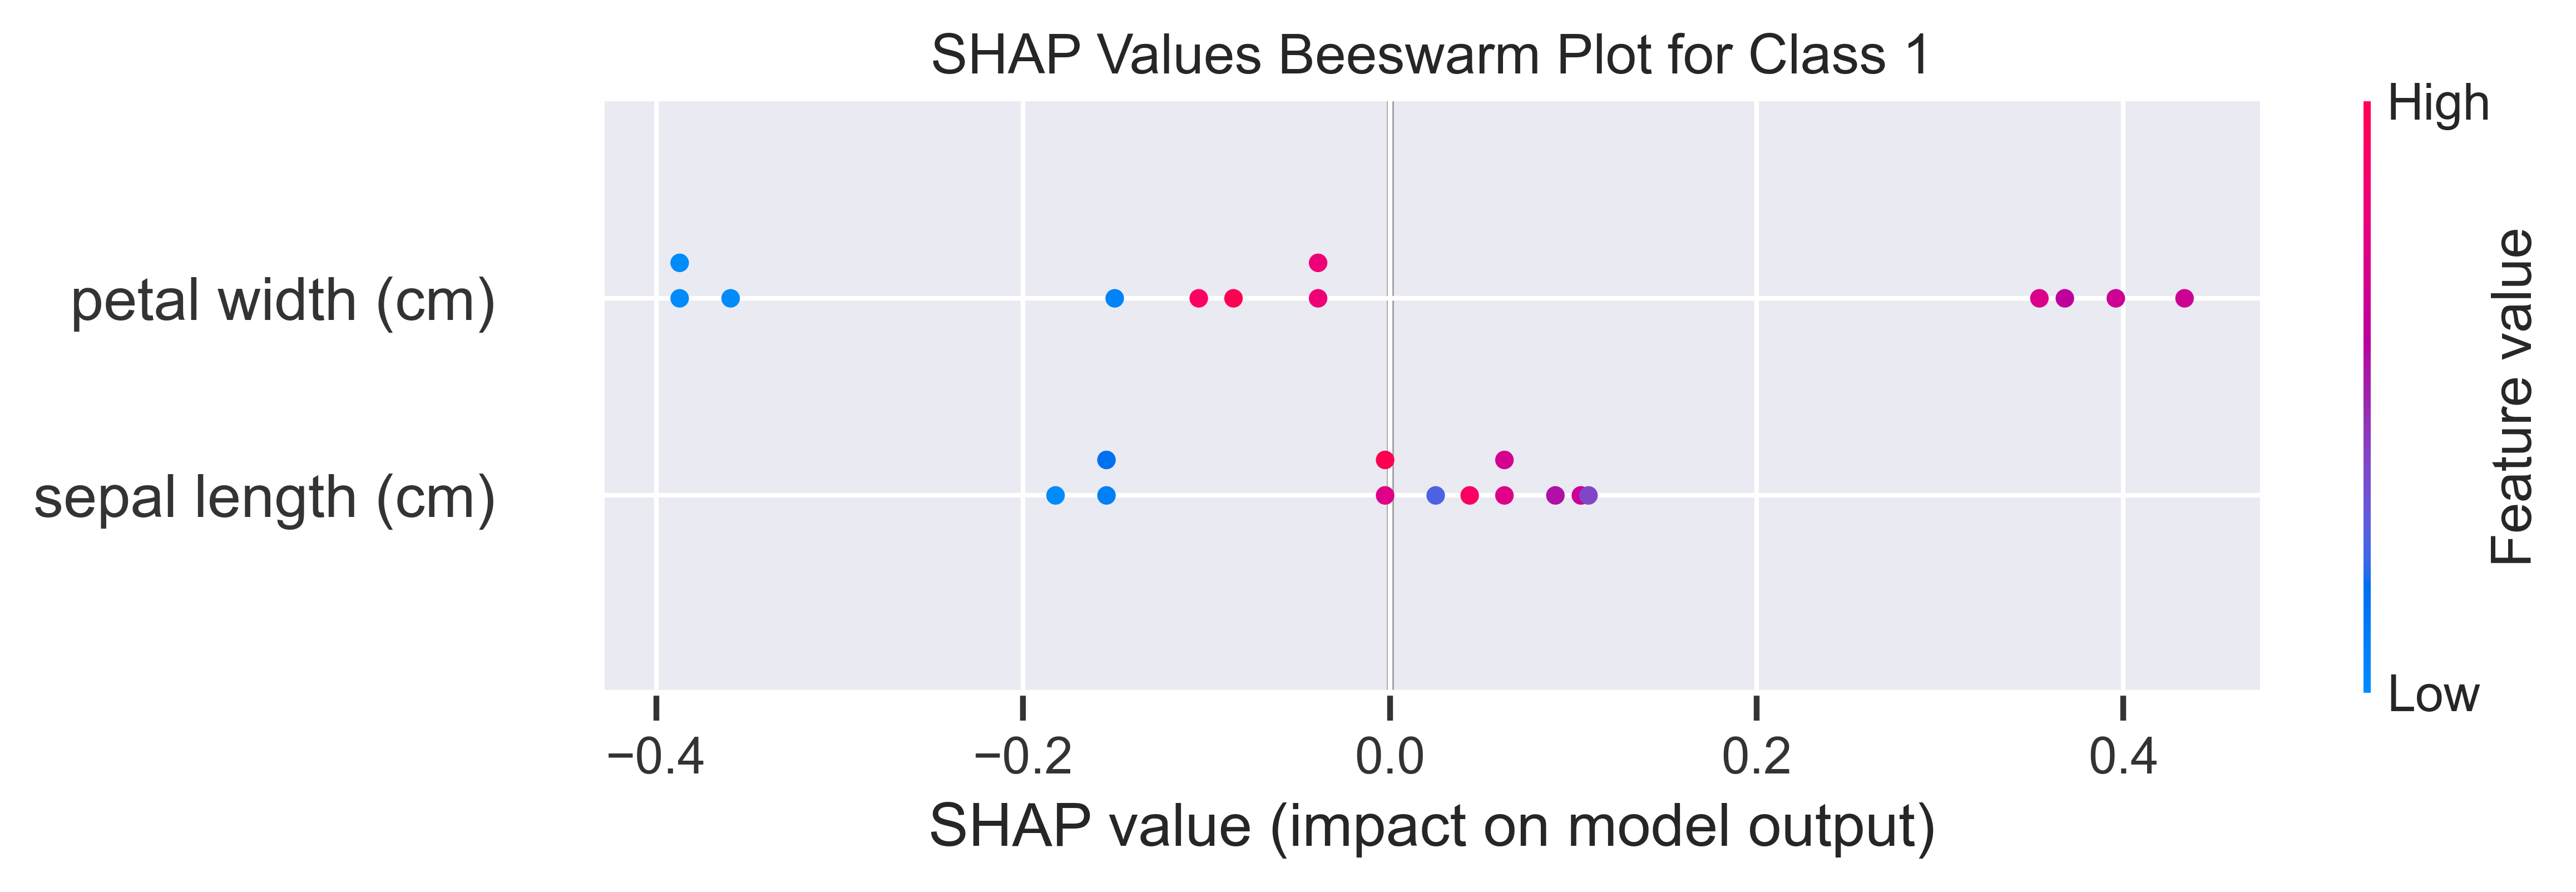 SHAP Values Beeswarm Plot for Class 1
High
petal width (cm)
sepal length (cm)
Feature value
Low
−0.4 −0.2 0.0 0.2 0.4
SHAP value (impact on model output)